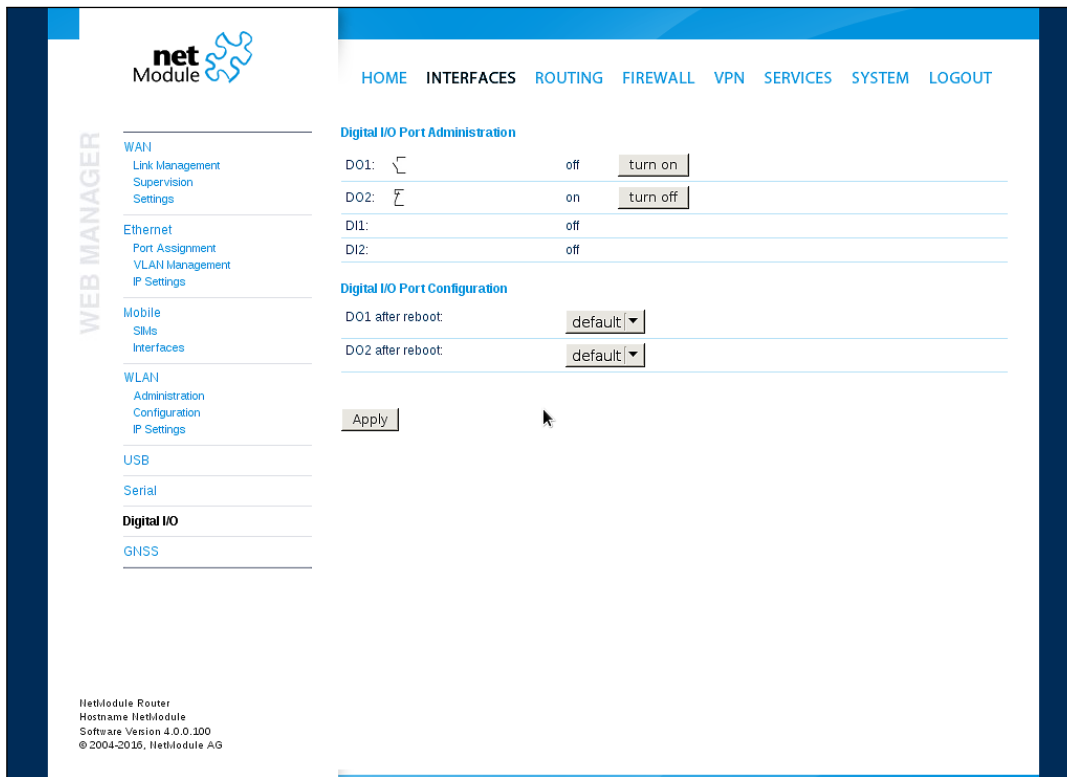 net
Module
HOME INTERFACES ROUTING FIREWALL VPN SERVICES SYSTEM LOGOUT
WEB MANAGER
WAN
Link Management
Supervision
Settings
Ethernet
Port Assignment
VLAN Management
IP Settings
Mobile
SIMs
Interfaces
WLAN
Administration
Configuration
IP Settings
USB
Serial
Digital I/O
GNSS
Digital I/O Port Administration
DO1: off turn on
DO2: on turn off
DI1: off
DI2: off
Digital I/O Port Configuration
DO1 after reboot: default
DO2 after reboot: default
Apply
NetModule Router
Hostname NetModule
Software Version 4.0.0.100
© 2004-2016, NetModule AG